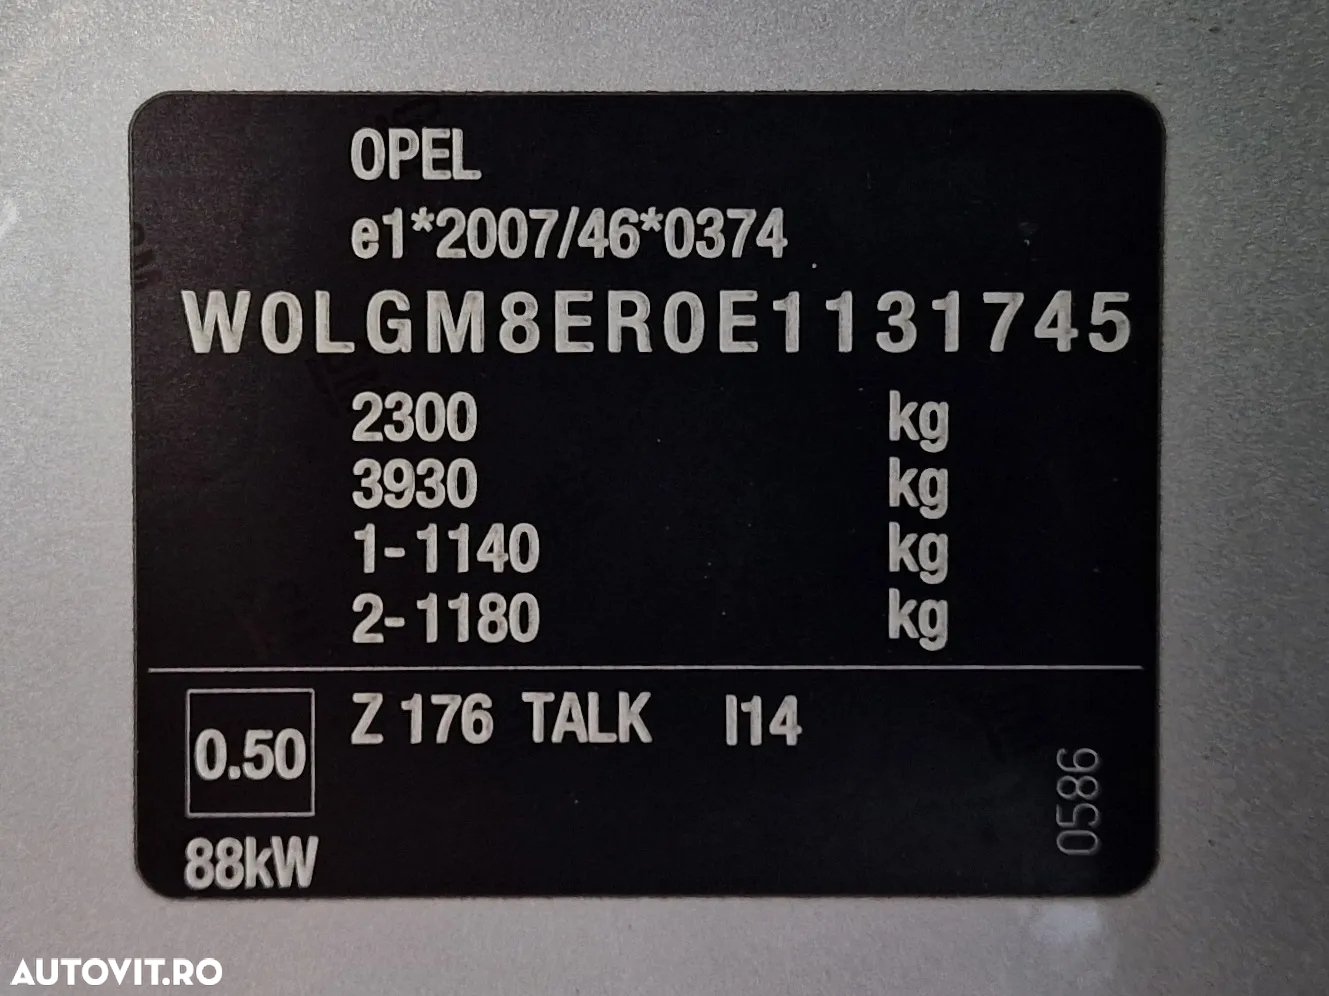 OPEL
e1*2007/46*0374
W0LGM8ER0E1131745
2300 kg
3930 kg
1-1140 kg
2-1180 kg
0.50 Z 176 TALK I14
88kW
0586
AUTOVIT.RO